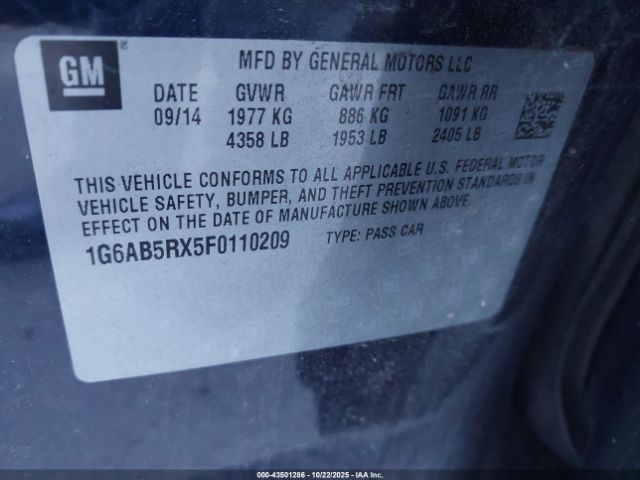 GM
MFD BY GENERAL MOTORS LLC
DATE GVWR GAWR FRT GAWR RR
09/14 1977 KG 886 KG 1091 KG
4358 LB 1953 LB 2405 LB
THIS VEHICLE CONFORMS TO ALL APPLICABLE U.S. FEDERAL MOTOR
VEHICLE SAFETY, BUMPER, AND THEFT PREVENTION STANDARDS IN
EFFECT ON THE DATE OF MANUFACTURE SHOWN ABOVE.
1G6AB5RX5F0110209 TYPE: PASS CAR
© - 43501286 - 10/22/2025 - IAAI.com